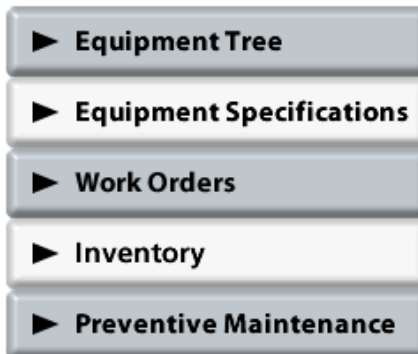 Equipment Tree
Equipment Specifications
Work Orders
Inventory
Preventive Maintenance